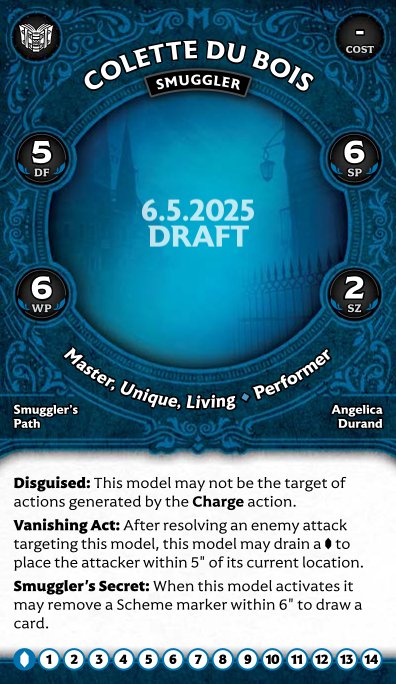 COLETTE DU BOIS
SMUGGLER
-
COST
5
DF
6
SP
6.5.2025
DRAFT
6
WP
2
SZ
Master, Unique, Living ⬥ Performer
Smuggler's
Path
Angelica
Durand
Disguised: This model may not be the target of
actions generated by the Charge action.
Vanishing Act: After resolving an enemy attack
targeting this model, this model may drain a ⬮ to
place the attacker within 5" of its current location.
Smuggler's Secret: When this model activates it
may remove a Scheme marker within 6" to draw a
card.
1 2 3 4 5 6 7 8 9 10 11 12 13 14